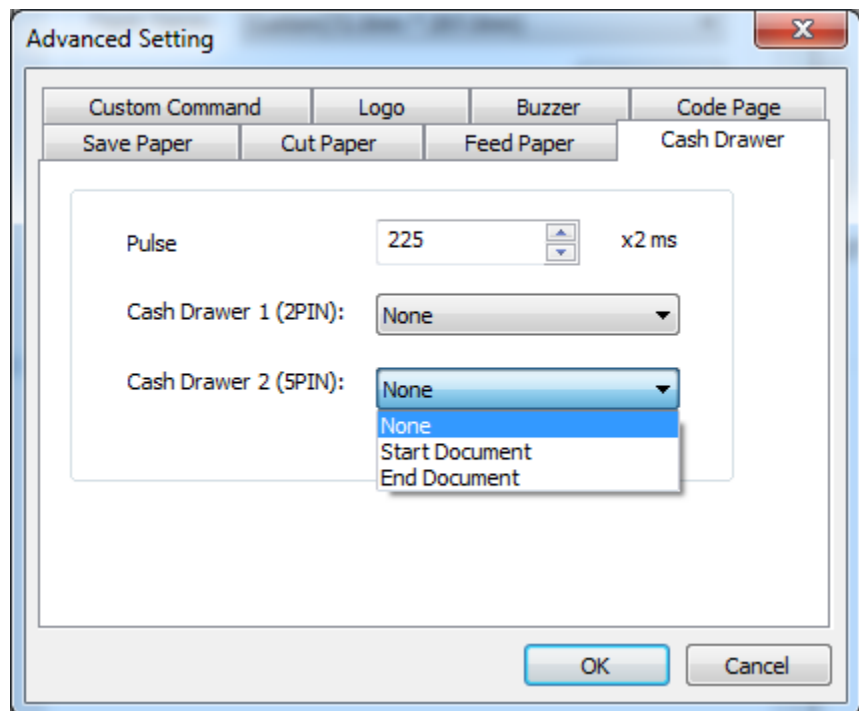 Advanced Setting
Custom Command Logo Buzzer Code Page
Save Paper Cut Paper Feed Paper Cash Drawer
Pulse 225 x2 ms
Cash Drawer 1 (2PIN): None
Cash Drawer 2 (5PIN): None
None
Start Document
End Document
OK Cancel